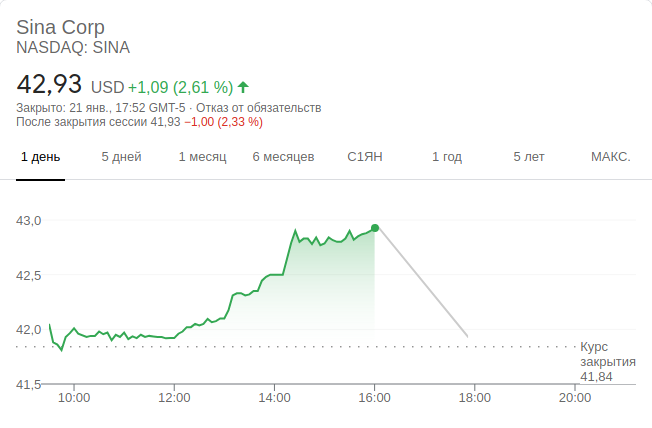 Sina Corp
NASDAQ: SINA
42,93 USD +1,09 (2,61 %)
Закрыто: 21 янв., 17:52 GMT-5 · Отказ от обязательств
После закрытия сессии 41,93 −1,00 (2,33 %)
1 день 5 дней 1 месяц 6 месяцев С1ЯН 1 год 5 лет МАКС.
43,0
42,5
42,0
Курс
закрытия
41,84
41,5
10:00 12:00 14:00 16:00 18:00 20:00